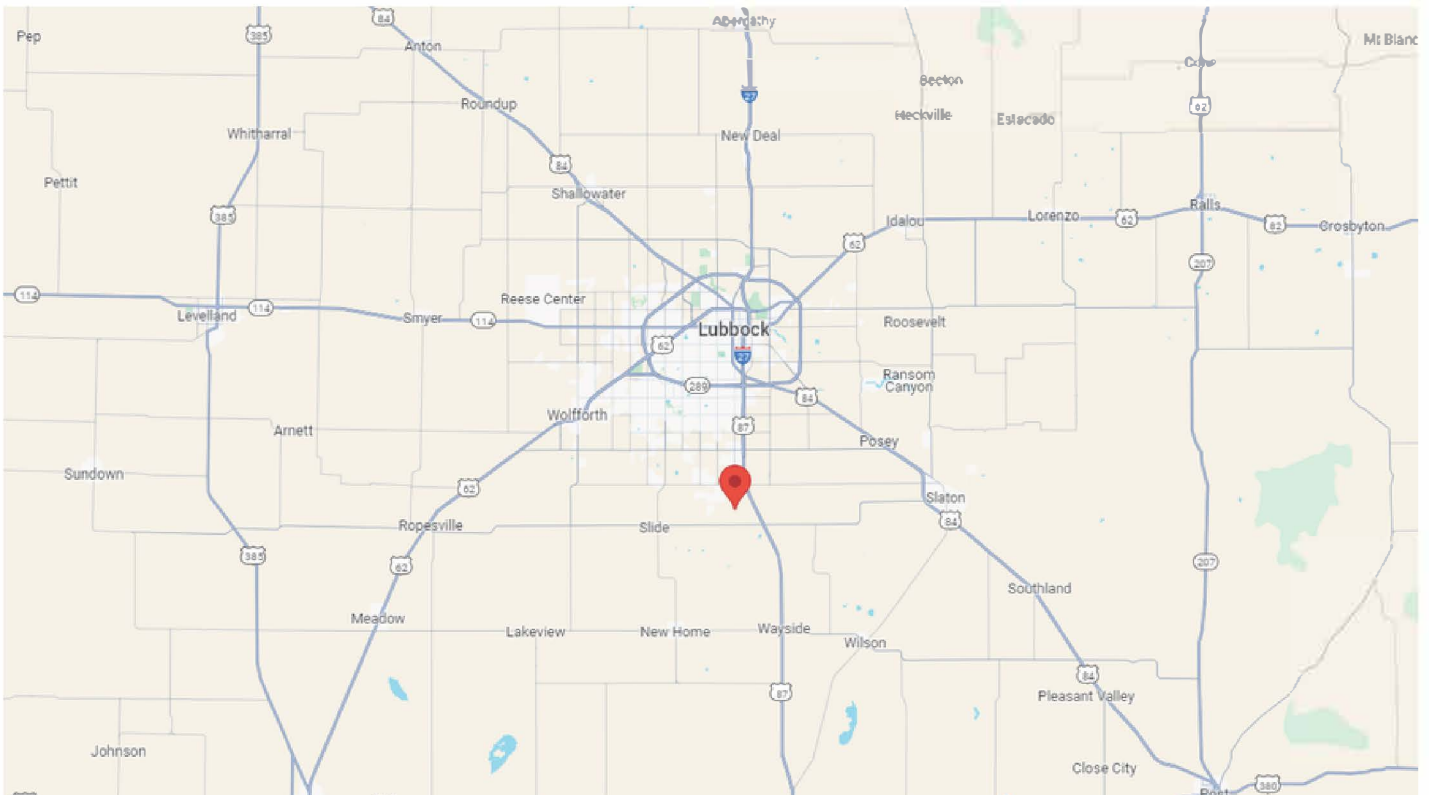 84
385
Pep
Anton
Abernathy
Mt Blanc
Cone
27
Becton
Roundup
62
Heckville
Estacado
Whitharral
New Deal
84
Pettit
Shallowater
385
Ralls
Idalou
Lorenzo
62
82
Crosbyton
62
207
114
Reese Center
114
Levelland
Smyer
114
Roosevelt
Lubbock
62
27
Ransom
Canyon
289
84
Wolfforth
87
Arnett
Posey
Sundown
62
Slaton
Ropesville
Slide
84
385
62
207
Southland
Meadow
Lakeview
New Home
Wayside
Wilson
84
87
Pleasant Valley
Johnson
Close City
380
Post